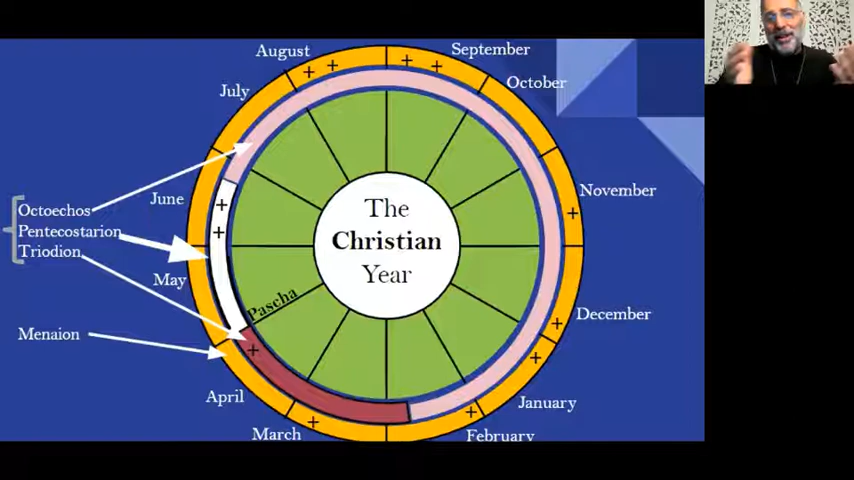 August
September
July
October
June
November
Octoechos
Pentecostarion
Triodion
May
Menaion
December
April
January
March
February
The
Christian
Year
Pascha